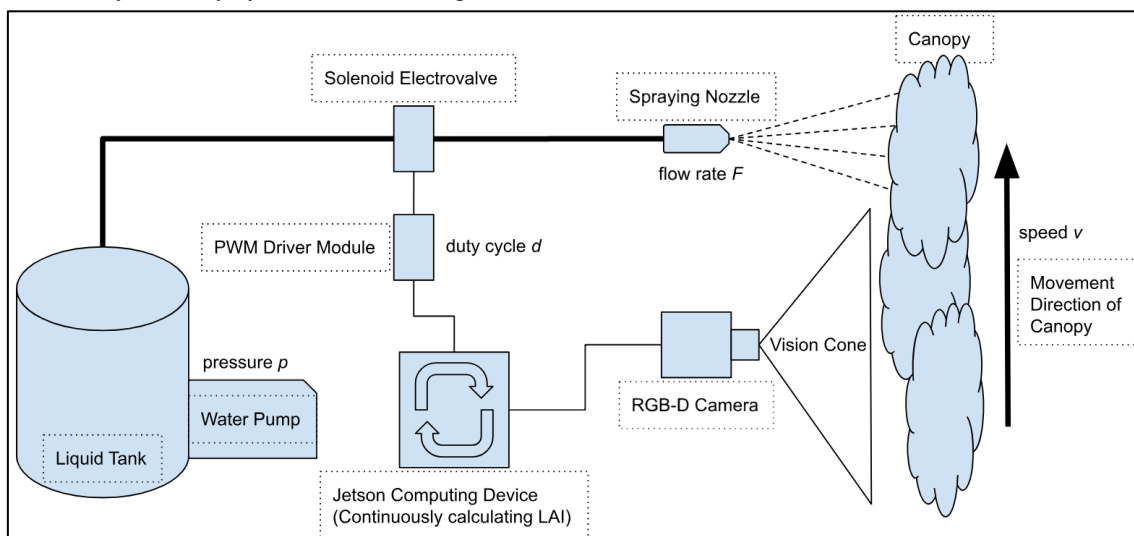 Canopy
Solenoid Electrovalve
Spraying Nozzle
flow rate F
PWM Driver Module
duty cycle d
speed v
Movement
Direction of
Canopy
Vision Cone
pressure p
Water Pump
RGB-D Camera
Liquid Tank
Jetson Computing Device
(Continuously calculating LAI)